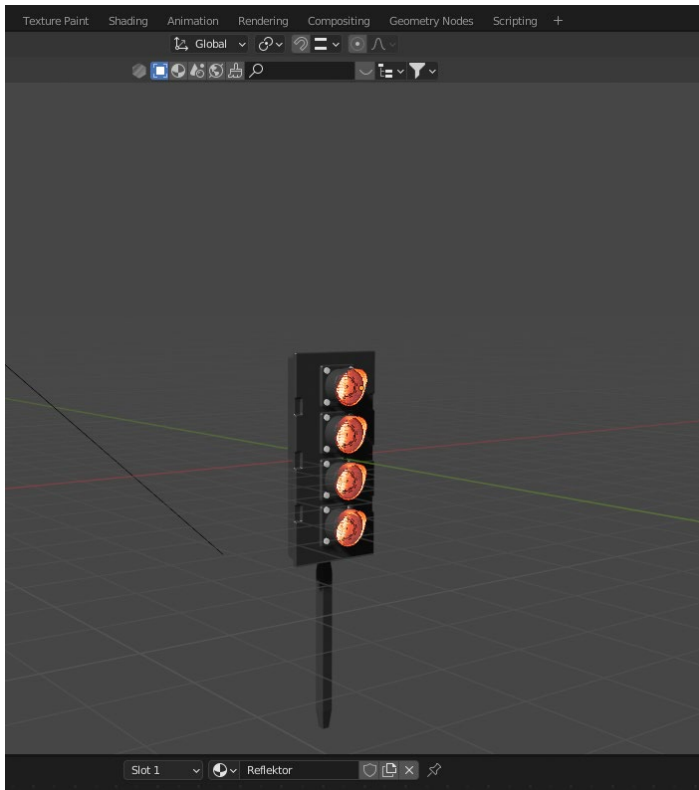 Texture Paint Shading Animation Rendering Compositing Geometry Nodes Scripting +
Global
Slot 1 Reflektor